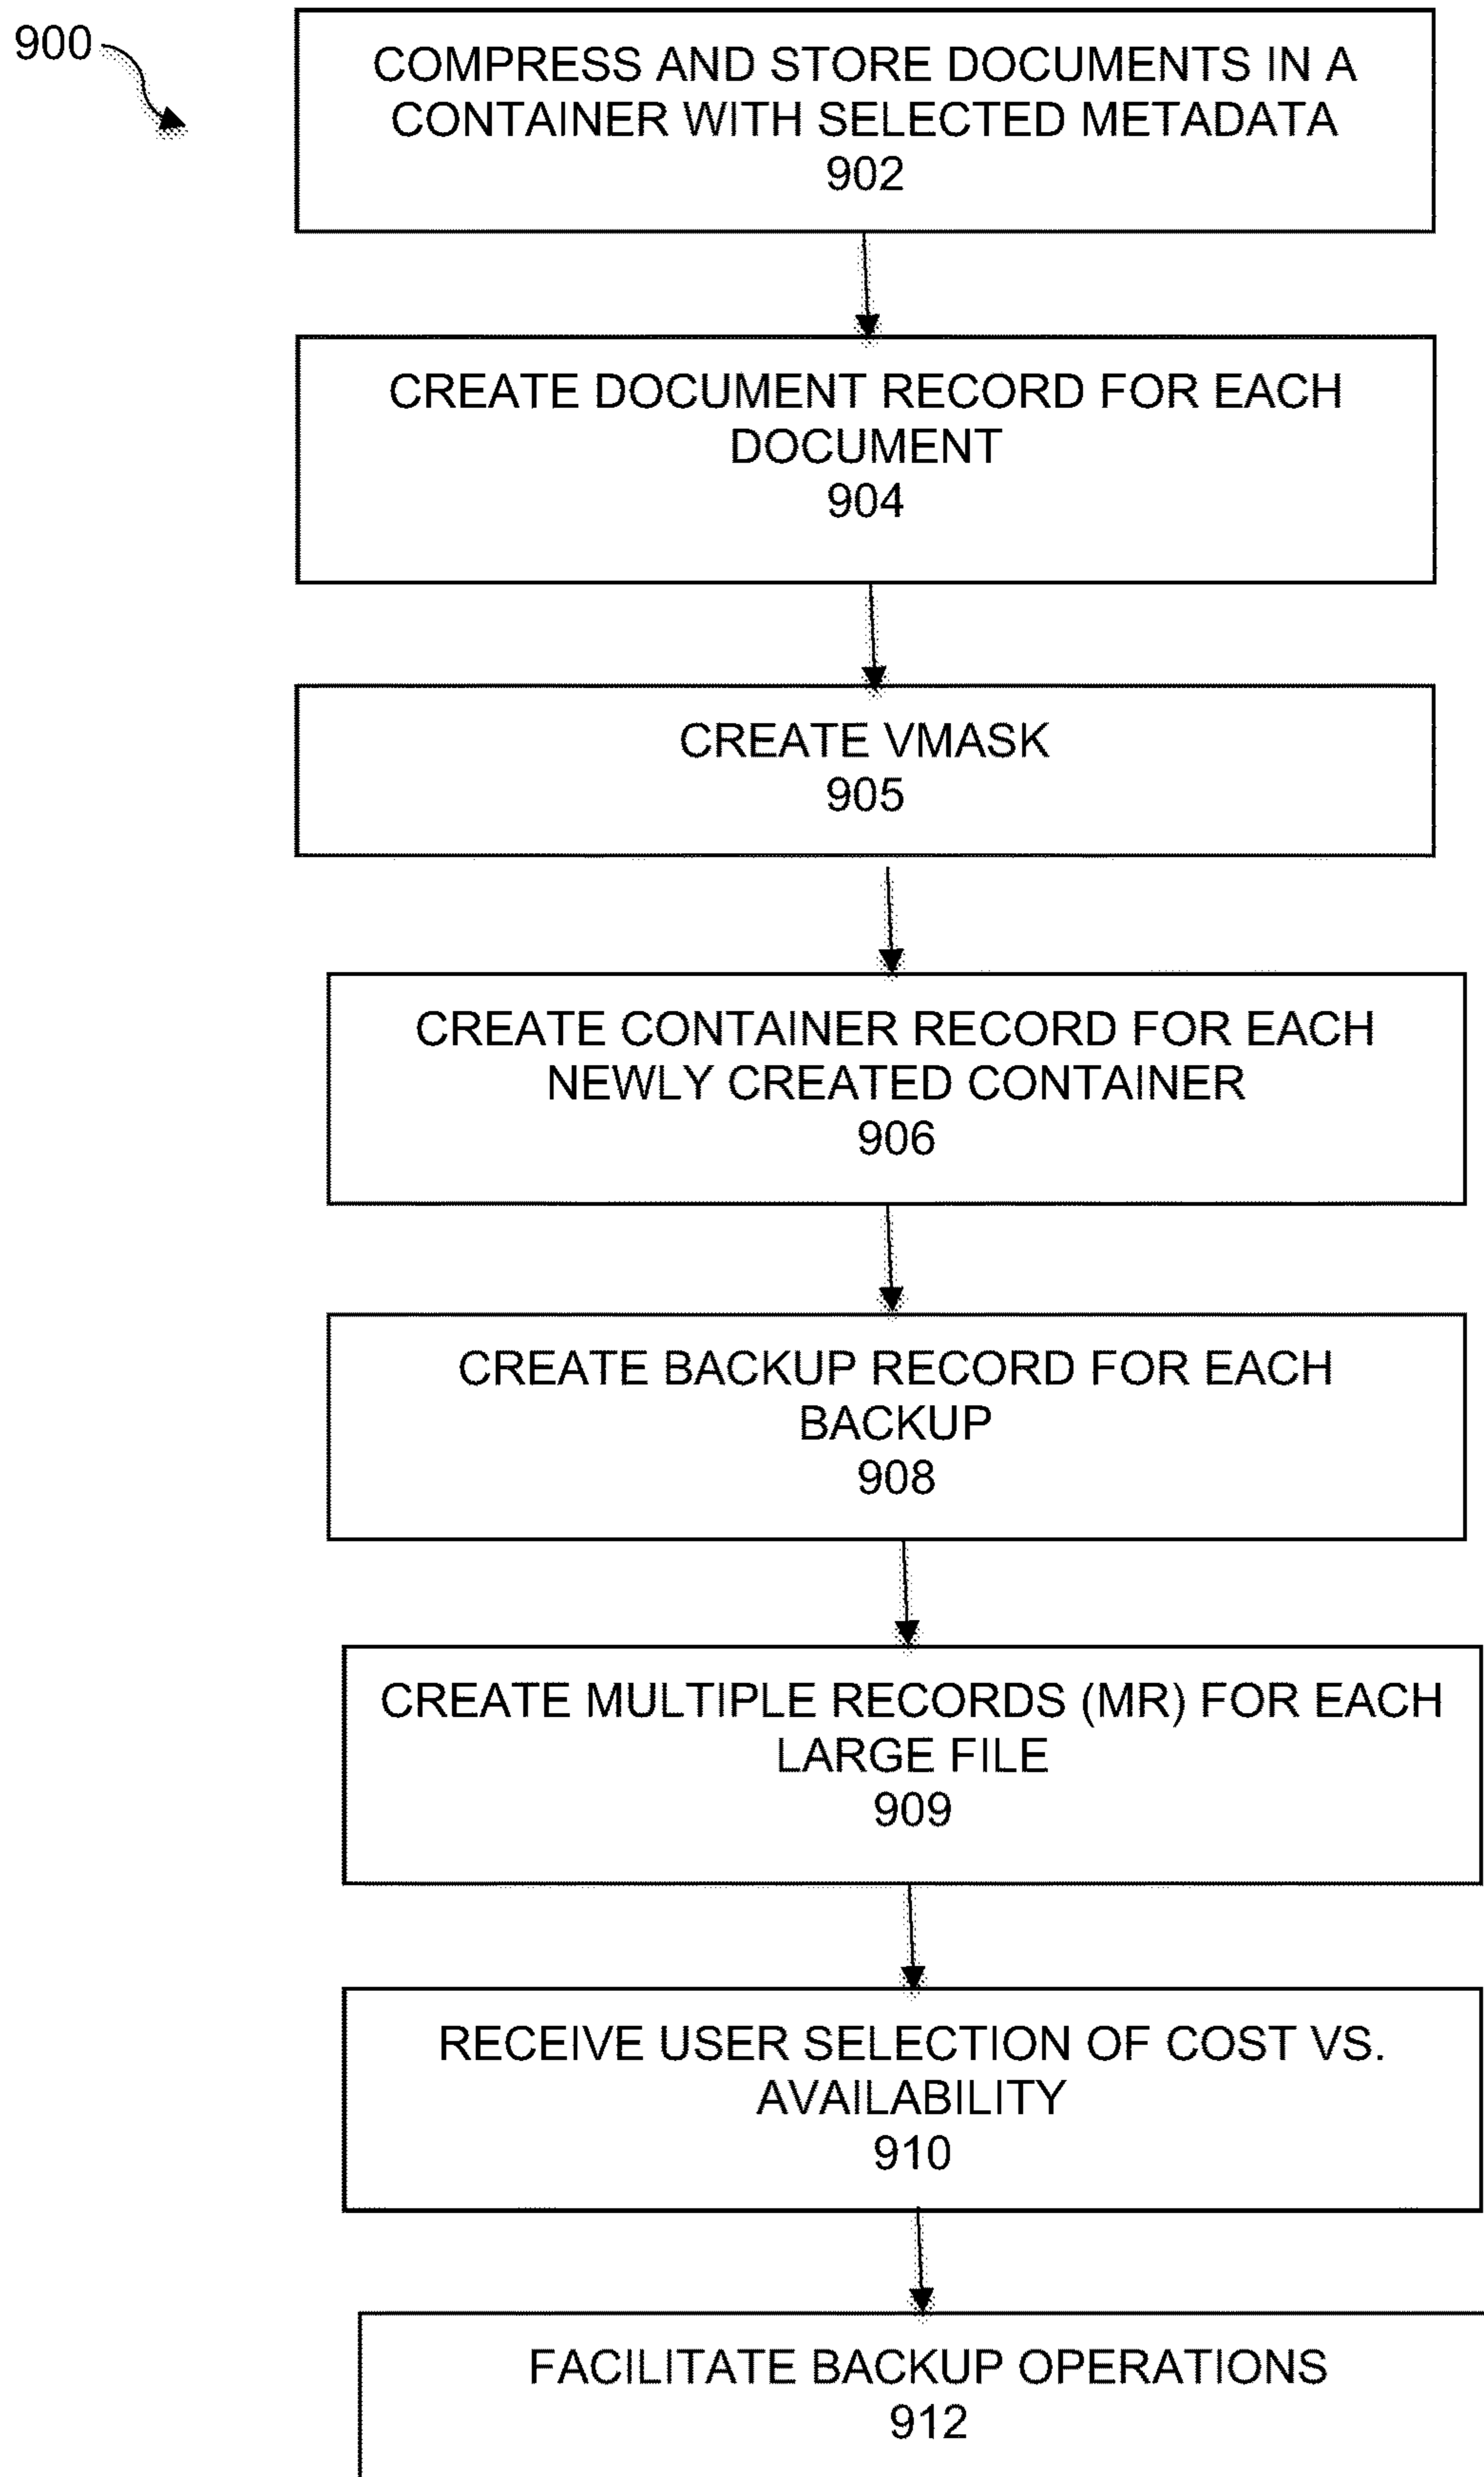 900
COMPRESS AND STORE DOCUMENTS IN A
CONTAINER WITH SELECTED METADATA
902
CREATE DOCUMENT RECORD FOR EACH
DOCUMENT
904
CREATE VMASK
905
CREATE CONTAINER RECORD FOR EACH
NEWLY CREATED CONTAINER
906
CREATE BACKUP RECORD FOR EACH
BACKUP
908
CREATE MULTIPLE RECORDS (MR) FOR EACH
LARGE FILE
909
RECEIVE USER SELECTION OF COST VS.
AVAILABILITY
910
FACILITATE BACKUP OPERATIONS
912